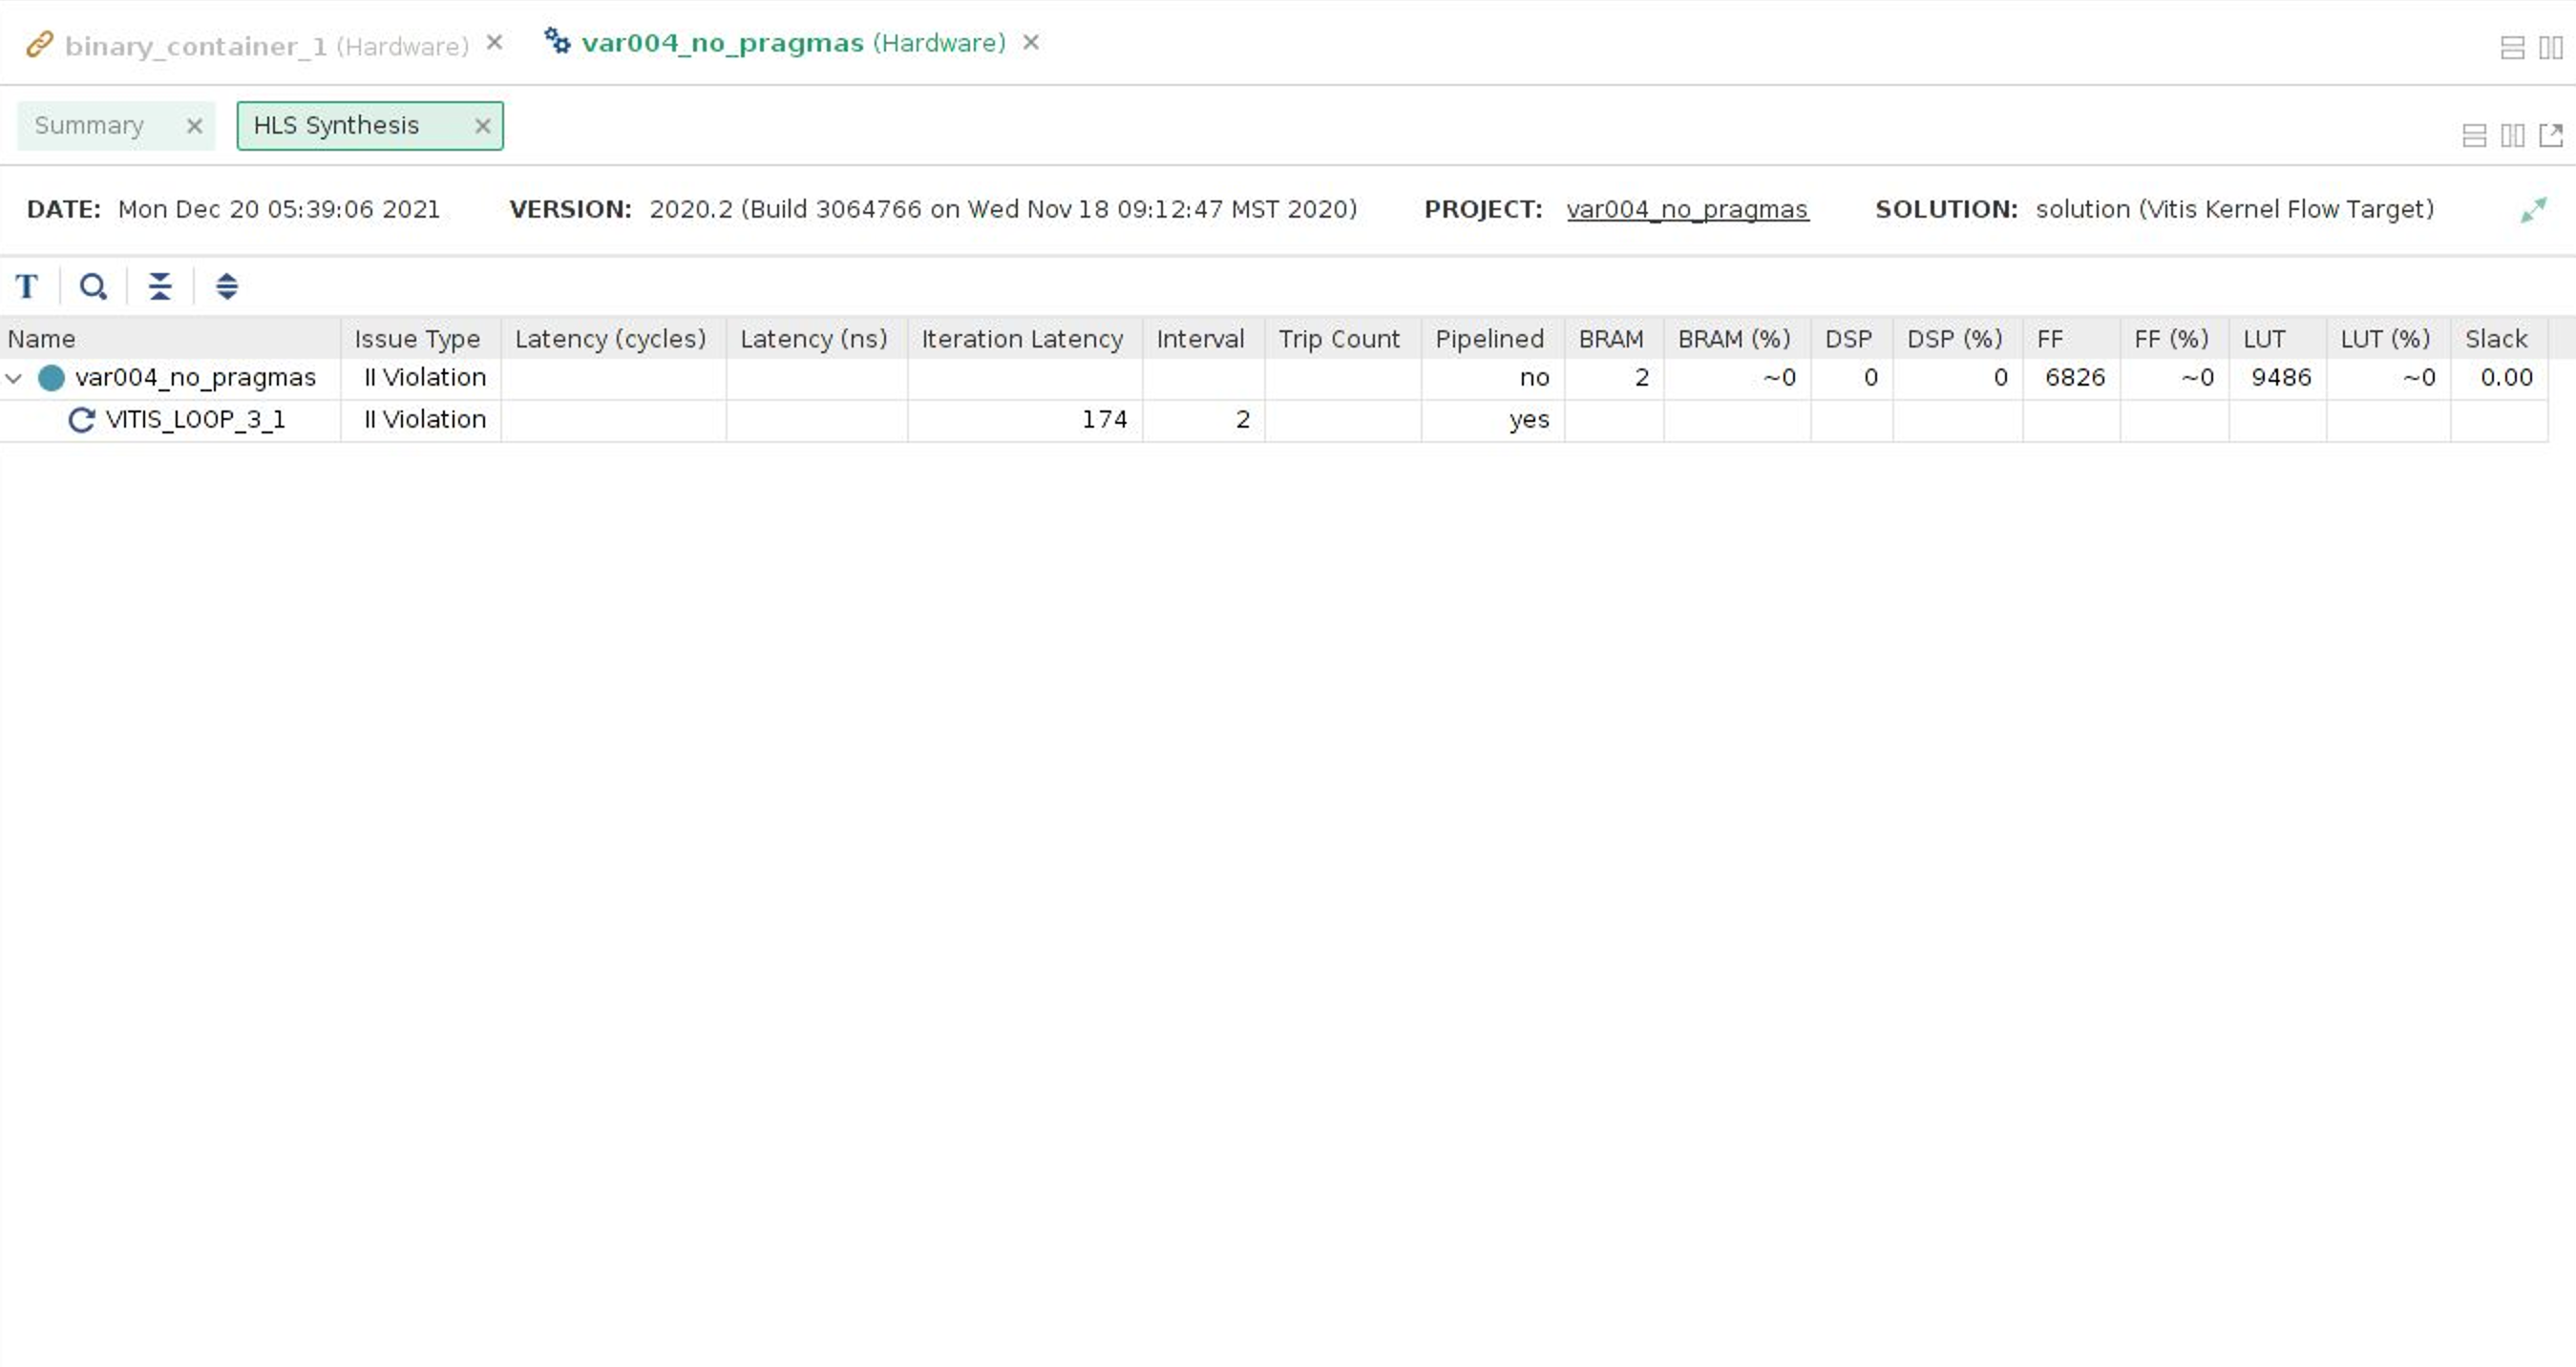 binary_container_1 (Hardware) var004_no_pragmas (Hardware)
Summary HLS Synthesis
DATE: Mon Dec 20 05:39:06 2021 VERSION: 2020.2 (Build 3064766 on Wed Nov 18 09:12:47 MST 2020) PROJECT: var004_no_pragmas SOLUTION: solution (Vitis Kernel Flow Target)
Name Issue Type Latency (cycles) Latency (ns) Iteration Latency Interval Trip Count Pipelined BRAM BRAM (%) DSP DSP (%) FF FF (%) LUT LUT (%) Slack
var004_no_pragmas II Violation no 2 ~0 0 0 6826 ~0 9486 ~0 0.00
VITIS_LOOP_3_1 II Violation 174 2 yes